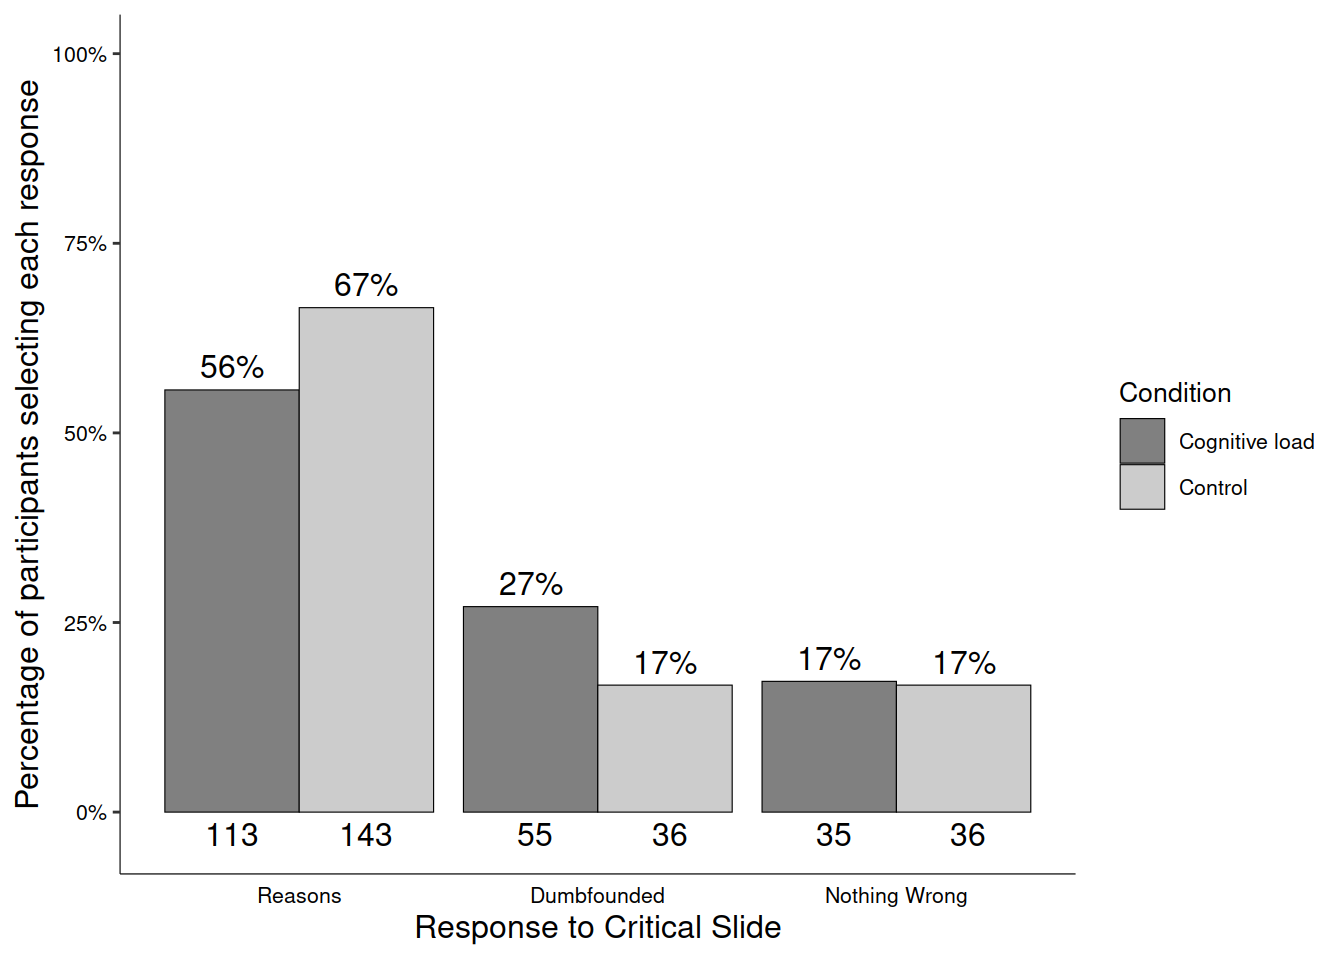 Percentage of participants selecting each response
100%
75%
50%
25%
0%
56%
67%
27%
17%
17%
17%
113
143
55
36
35
36
Reasons
Dumbfounded
Nothing Wrong
Response to Critical Slide
Condition
Cognitive load
Control